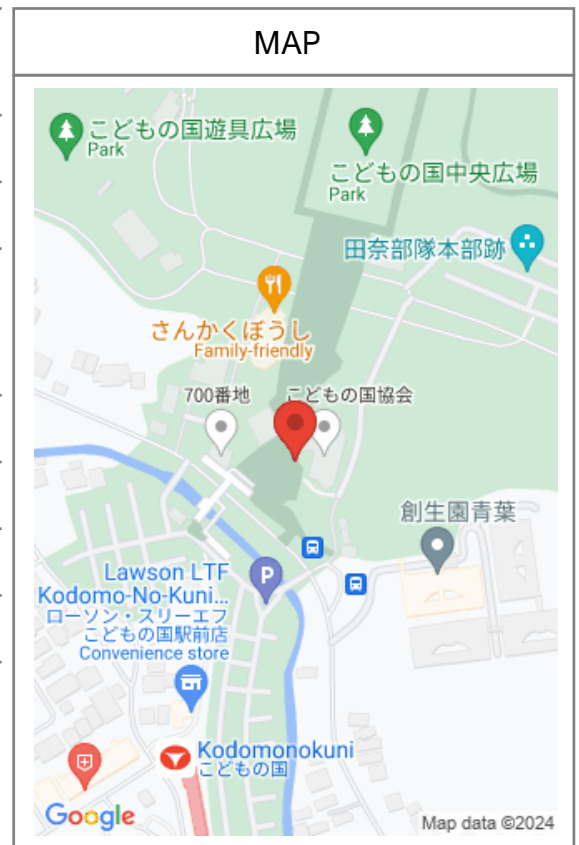 MAP
こどもの国遊具広場
Park
こどもの国中央広場
Park
田奈部隊本部跡
さんかくぼうし
Family-friendly
700番地
こどもの国協会
創生園青葉
P
Lawson LTF
Kodomo-No-Kuni...
ローソン・スリーエフ
こどもの国駅前店
Convenience store
Kodomonokuni
こどもの国
Google
Map data ©2024